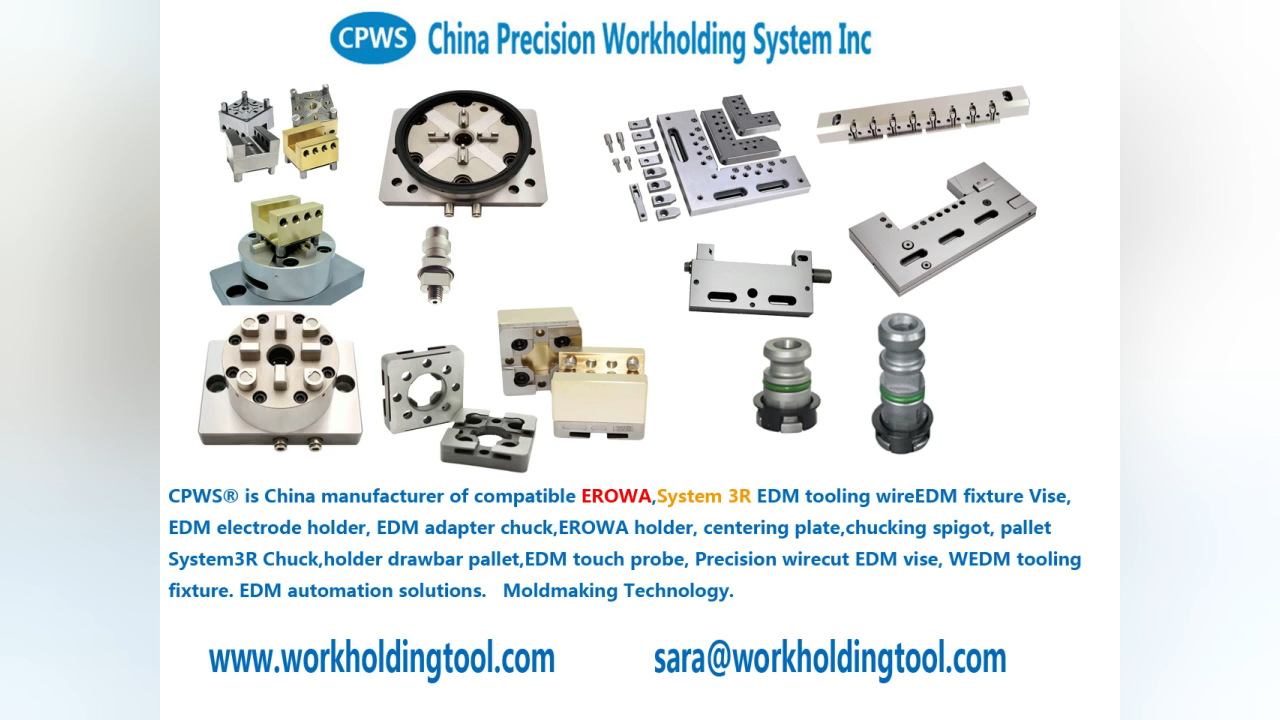 CPWS China Precision Workholding System Inc
CPWS® is China manufacturer of compatible EROWA,System 3R EDM tooling wireEDM fixture Vise,
EDM electrode holder, EDM adapter chuck,EROWA holder, centering plate,chucking spigot, pallet
System3R Chuck,holder drawbar pallet,EDM touch probe, Precision wirecut EDM vise, WEDM tooling
fixture. EDM automation solutions. Moldmaking Technology.
www.workholdingtool.com sara@workholdingtool.com